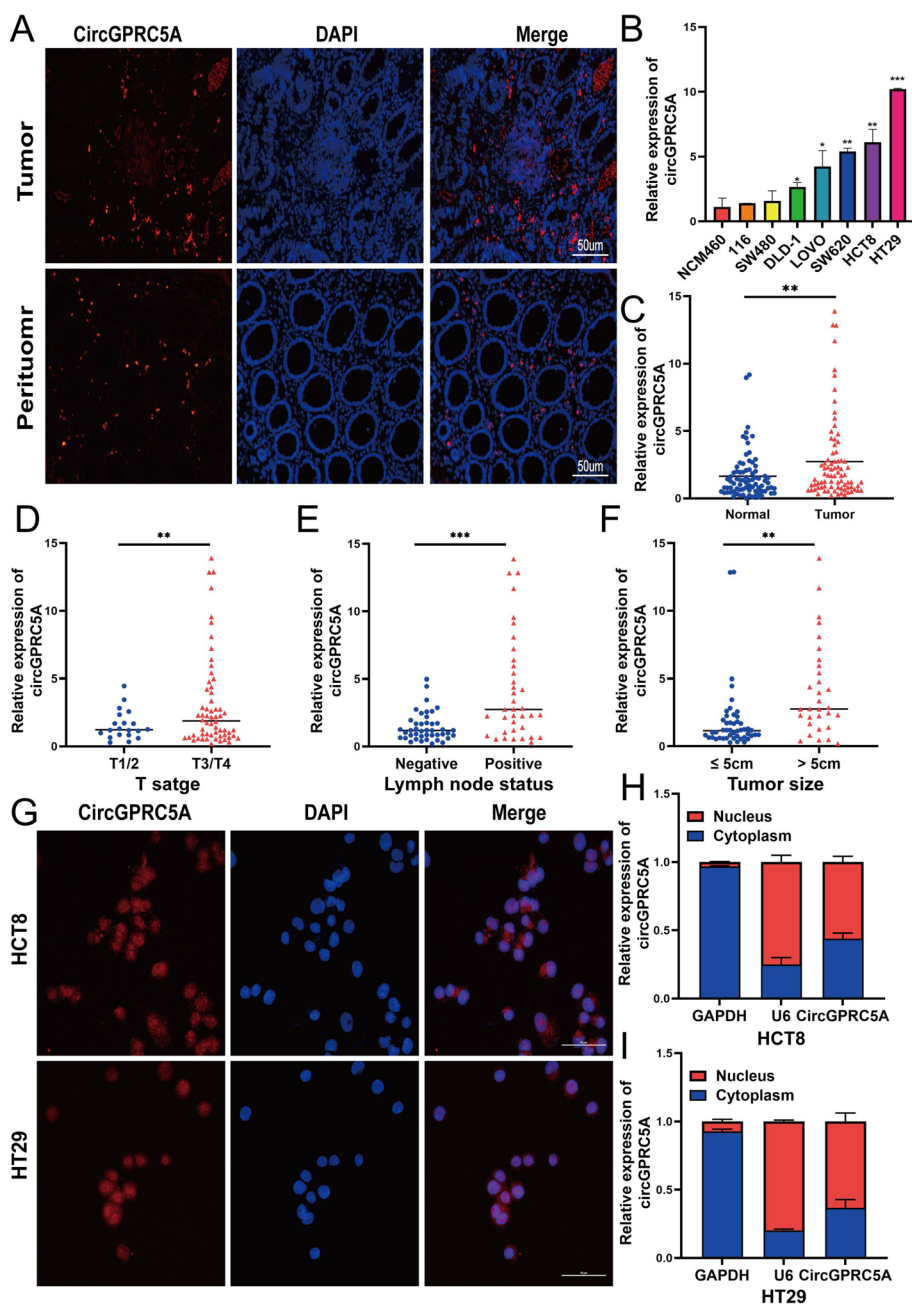 A
CircGPRC5A
DAPI
Merge
Tumor
50um
Perituomr
50um
B
Relative expression of
circGPRC5A
15
10
5
0
*
*
**
**
***
NCM460
116
SW480
DLD-1
LOVO
SW620
HCT8
HT29
C
Relative expression of
circGPRC5A
15
10
5
0
**
Normal
Tumor
D
Relative expression of
circGPRC5A
15
10
5
0
**
T1/2
T3/T4
T satge
E
Relative expression of
circGPRC5A
15
10
5
0
***
Negative
Positive
Lymph node status
F
Relative expression of
circGPRC5A
15
10
5
0
**
≤ 5cm
> 5cm
Tumor size
G
CircGPRC5A
DAPI
Merge
HCT8
HT29
H
Relative expression of
circGPRC5A
1.5
1.0
0.5
0.0
Nucleus
Cytoplasm
GAPDH
U6
CircGPRC5A
HCT8
I
Relative expression of
circGPRC5A
1.5
1.0
0.5
0.0
Nucleus
Cytoplasm
GAPDH
U6
CircGPRC5A
HT29